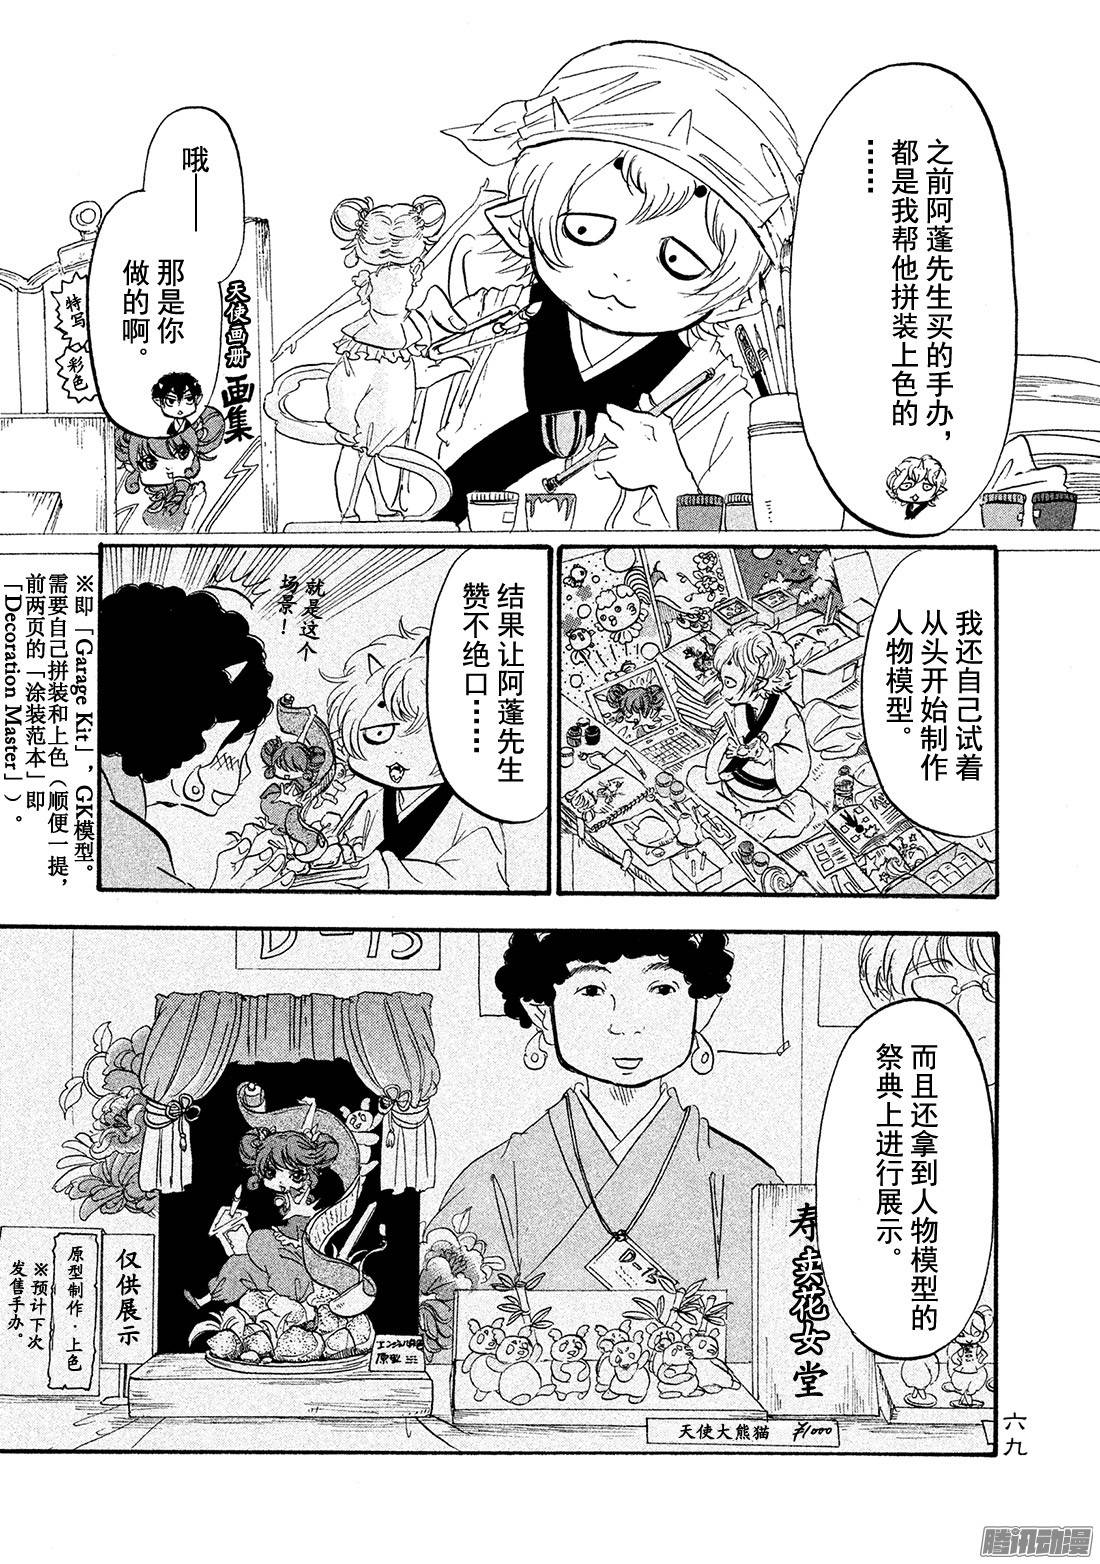 之前阿蓬先生买的手办，
都是我帮他拼装上色的
……
哦——
那是你
做的啊。
天使画册
画集
特写
彩色
我还自己试着
从头开始制作
人物模型。
结果让阿蓬先生
赞不绝口……
就是这个
场景！
※即「Garage Kit」，GK模型。
需要自己拼装和上色（顺便一提，
前两页的「涂装范本」即
「Decoration Master」）。
而且还拿到人物模型的
祭典上进行展示。
D-15
D-15
寿卖花女堂
仅供展示
原型制作·上色
※预计下次
发售手办。
原型
天使大熊猫 ¥1000
六九
腾讯动漫